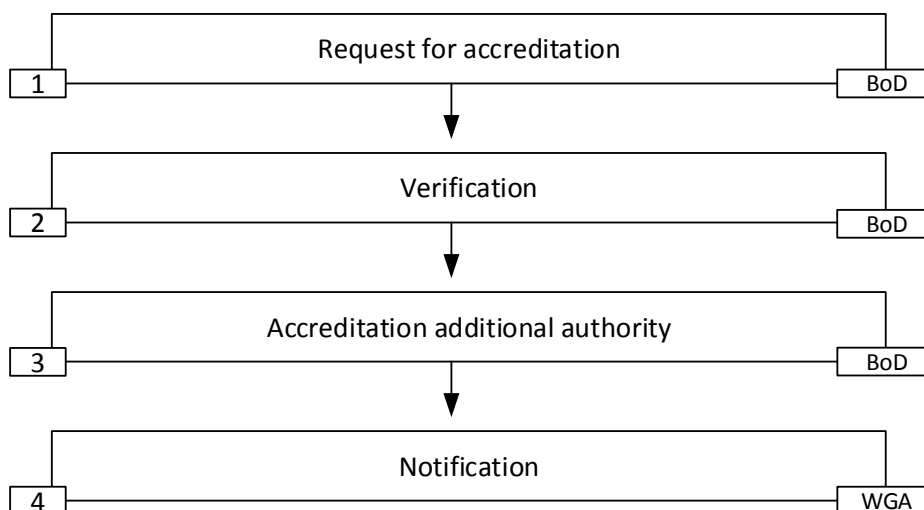 Request for accreditation
1
BoD
Verification
2
BoD
Accreditation additional authority
3
BoD
Notification
4
WGA